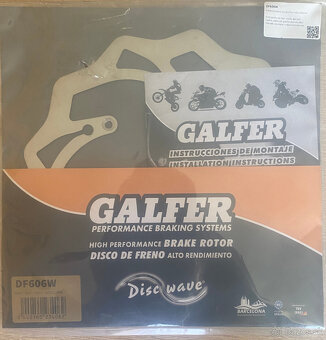 DF606W
GALFER
INSTRUCCIONES DE MONTAJE
INSTALLATION INSTRUCTIONS
GALFER
PERFORMANCE BRAKING SYSTEMS
HIGH PERFORMANCE BRAKE ROTOR
DISCO DE FRENO ALTO RENDIMIENTO
DF606W
Disc wave
BARCELONA